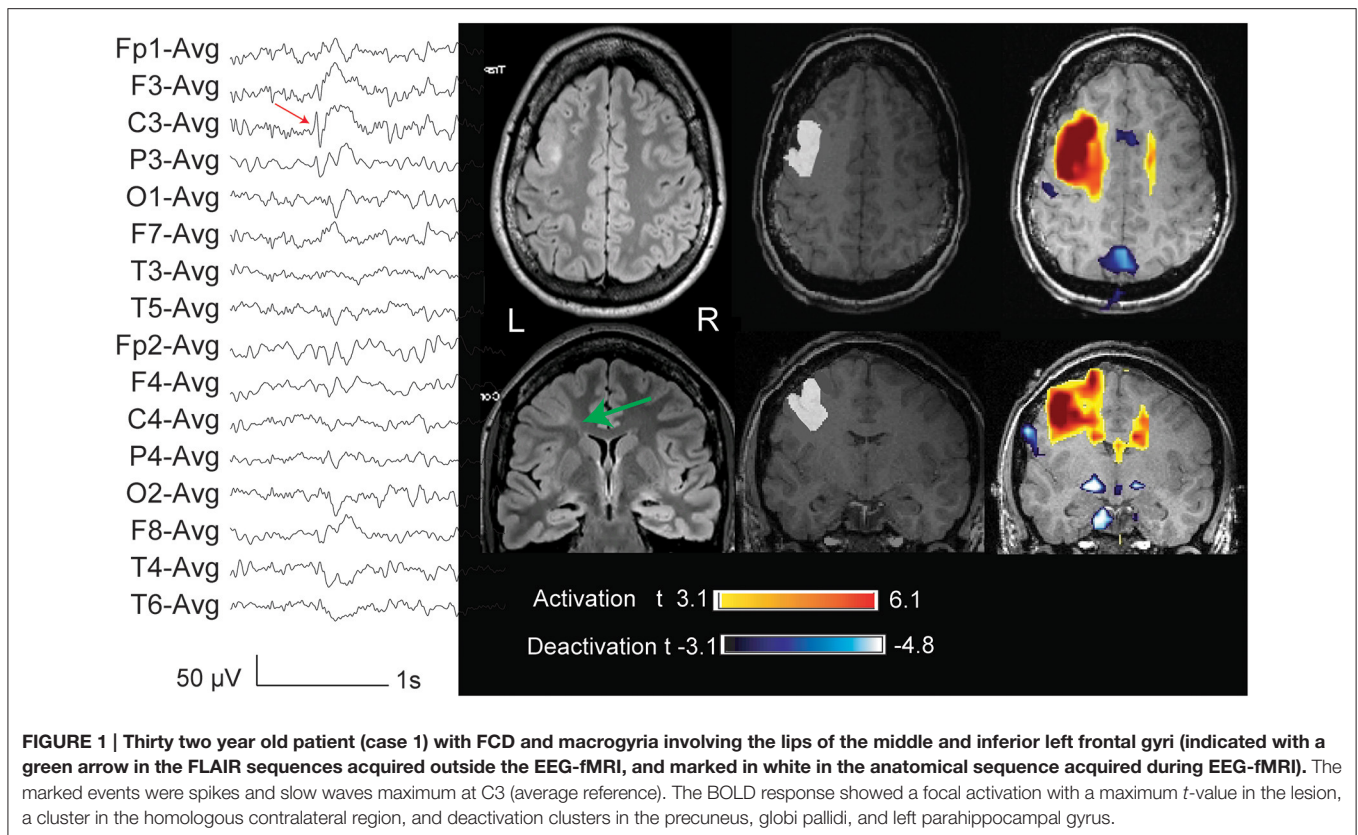 Fp1-Avg
F3-Avg
C3-Avg
P3-Avg
O1-Avg
F7-Avg
T3-Avg
T5-Avg
Fp2-Avg
F4-Avg
C4-Avg
P4-Avg
O2-Avg
F8-Avg
T4-Avg
T6-Avg
50 µV
1s
L R
Activation t 3.1 6.1
Deactivation t -3.1 -4.8
FIGURE 1 | Thirty two year old patient (case 1) with FCD and macrogyria involving the lips of the middle and inferior left frontal gyri (indicated with a
green arrow in the FLAIR sequences acquired outside the EEG-fMRI, and marked in white in the anatomical sequence acquired during EEG-fMRI). The
marked events were spikes and slow waves maximum at C3 (average reference). The BOLD response showed a focal activation with a maximum t-value in the lesion,
a cluster in the homologous contralateral region, and deactivation clusters in the precuneus, globi pallidi, and left parahippocampal gyrus.